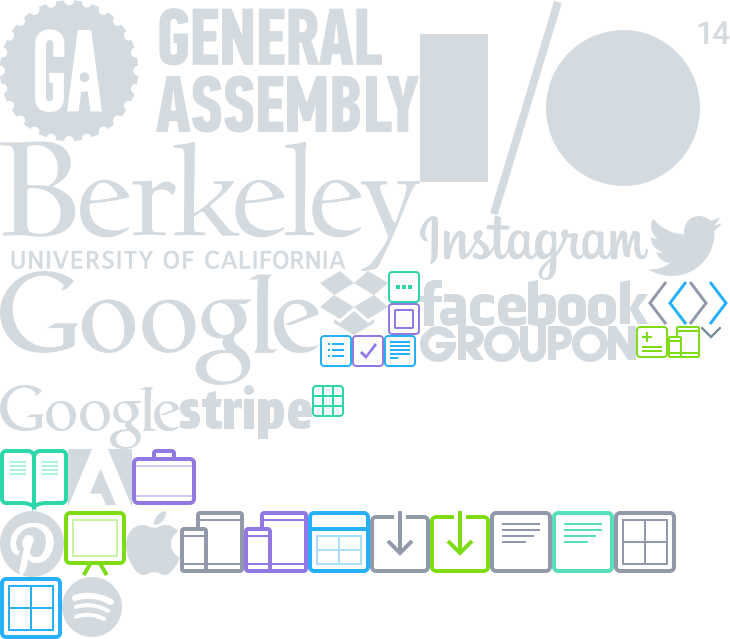 GA GENERAL ASSEMBLY
I/O 14
Berkeley
UNIVERSITY OF CALIFORNIA
Instagram
Google
facebook
GROUPON
Google
stripe